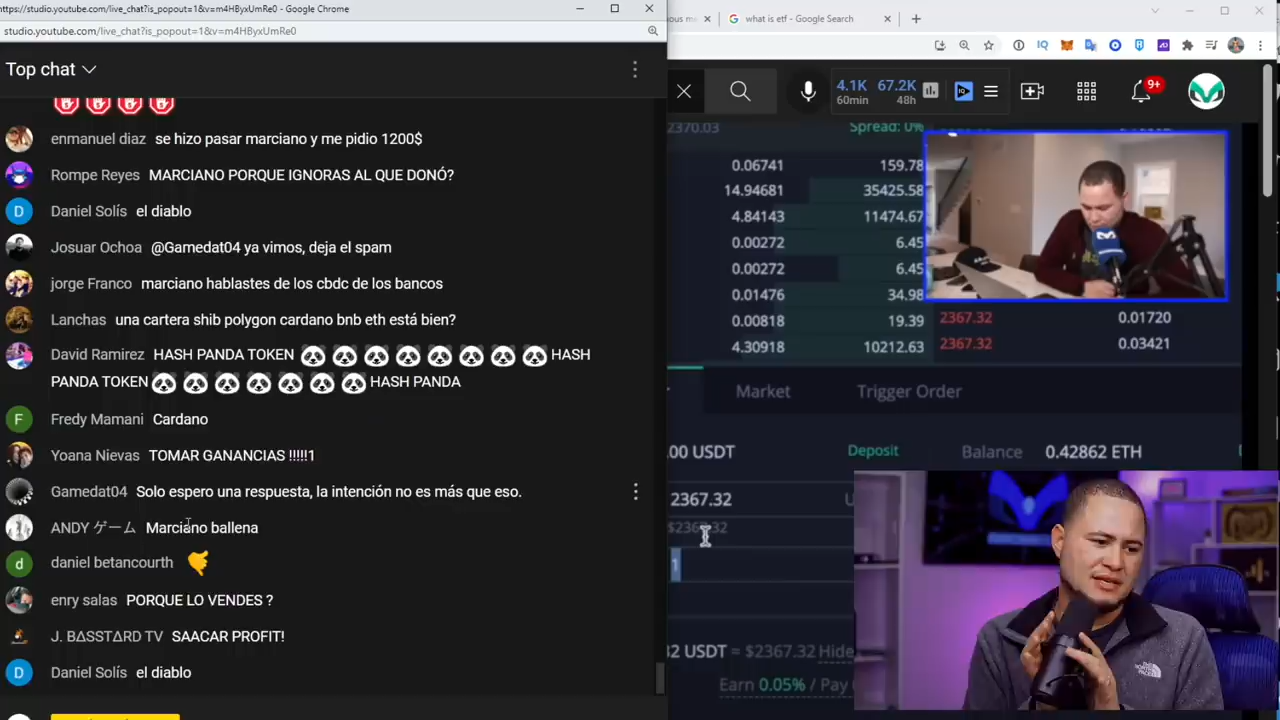 https://studio.youtube.com/live_chat?is_popout=1&v=m4HByxUmRe0 - Google Chrome
studio.youtube.com/live_chat?is_popout=1&v=m4HByxUmRe0
Top chat
enmanuel diaz se hizo pasar marciano y me pidio 1200$
Rompe Reyes MARCIANO PORQUE IGNORAS AL QUE DONÓ?
Daniel Solís el diablo
Josuar Ochoa @Gamedat04 ya vimos, deja el spam
jorge Franco marciano hablastes de los cbdc de los bancos
Lanchas una cartera shib polygon cardano bnb eth está bien?
David Ramirez HASH PANDA TOKEN 🐼 🐼 🐼 🐼 🐼 🐼 🐼 🐼 HASH
PANDA TOKEN 🐼 🐼 🐼 🐼 🐼 🐼 🐼 HASH PANDA
F Fredy Mamani Cardano
Yoana Nievas TOMAR GANANCIAS !!!!!1
Gamedat04 Solo espero una respuesta, la intención no es más que eso.
ANDY ゲーム Marciano ballena
d daniel betancourth
enry salas PORQUE LO VENDES ?
J. BΔSSTΔRD TV SAACAR PROFIT!
D Daniel Solís el diablo
what is etf - Google Search
4.1K 67.2K
60min 48h
9+
2370.03 Spread: 0%
0.06741 159.78
14.94681 35425.58
4.84143 11474.67
0.00272 6.45
0.00272 6.45
0.01476 34.98
0.00818 19.39
4.30918 10212.63
2367.32 0.01720
2367.32 0.03421
Market Trigger Order
.00 USDT Deposit Balance 0.42862 ETH
2367.32
$2367.32
1
32 USDT = $2367.32 Hide
Earn 0.05% / Pay
THE NORTH FACE